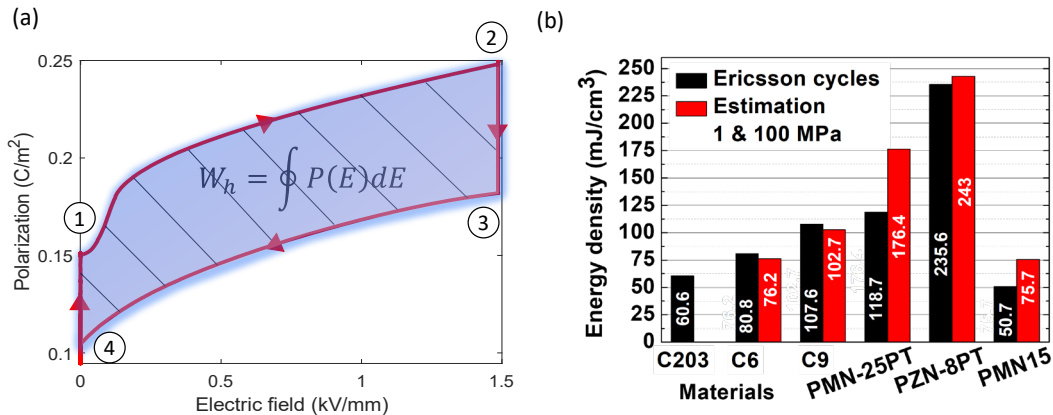 (a)
(b)
0.25
0.2
0.15
0.1
Polarization (C/m²)
1
2
3
4
W_h = ∮ P(E)dE
0
0.5
1
1.5
Electric field (kV/mm)
Energy density (mJ/cm³)
250
225
200
175
150
125
100
75
50
25
0
Ericsson cycles
Estimation
1 & 100 MPa
60.6
80.8
76.2
107.6
102.7
118.7
176.4
235.6
243
50.7
75.7
C203
C6
C9
PMN-25PT
PZN-8PT
PMN15
Materials